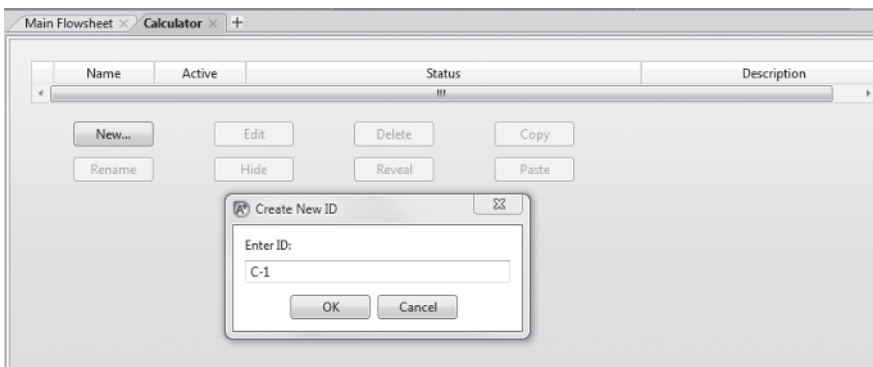 Main Flowsheet Calculator +
Name Active Status Description
New... Edit Delete Copy
Rename Hide Reveal Paste
Create New ID
Enter ID:
C-1
OK Cancel